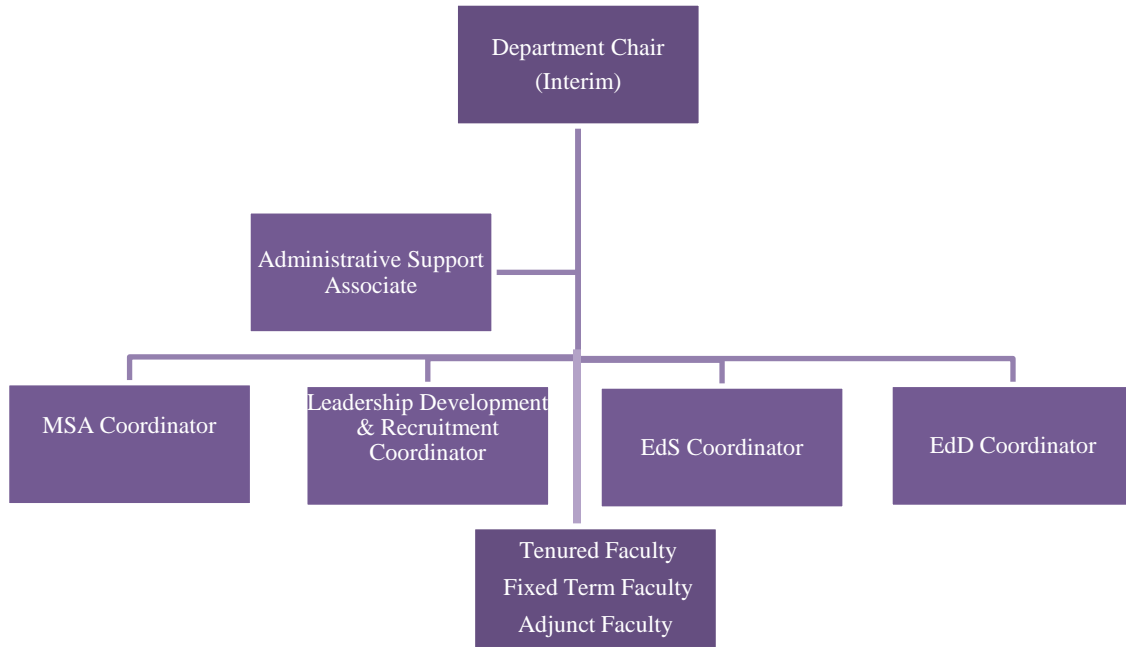 Department Chair
(Interim)
Administrative Support
Associate
MSA Coordinator
Leadership Development
& Recruitment
Coordinator
EdS Coordinator
EdD Coordinator
Tenured Faculty
Fixed Term Faculty
Adjunct Faculty